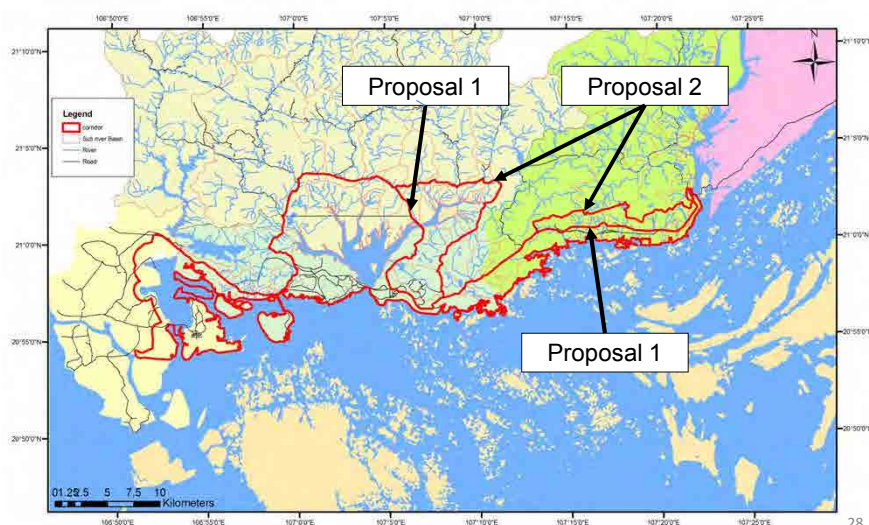 106°50'0"E 106°55'0"E 107°0'0"E 107°5'0"E 107°10'0"E 107°15'0"E 107°20'0"E 107°25'0"E
21°10'0"N 21°10'0"N
N
Proposal 1 Proposal 2
Legend
corridor
Sub river Basin
River
Road
21°5'0"N 21°5'0"N
21°0'0"N 21°0'0"N
20°55'0"N 20°55'0"N
Proposal 1
20°50'0"N 20°50'0"N
0 1.25 2.5 5 7.5 10
Kilometers
106°50'0"E 106°55'0"E 107°0'0"E 107°5'0"E 107°10'0"E 107°15'0"E 107°20'0"E 107°25'0"E
28